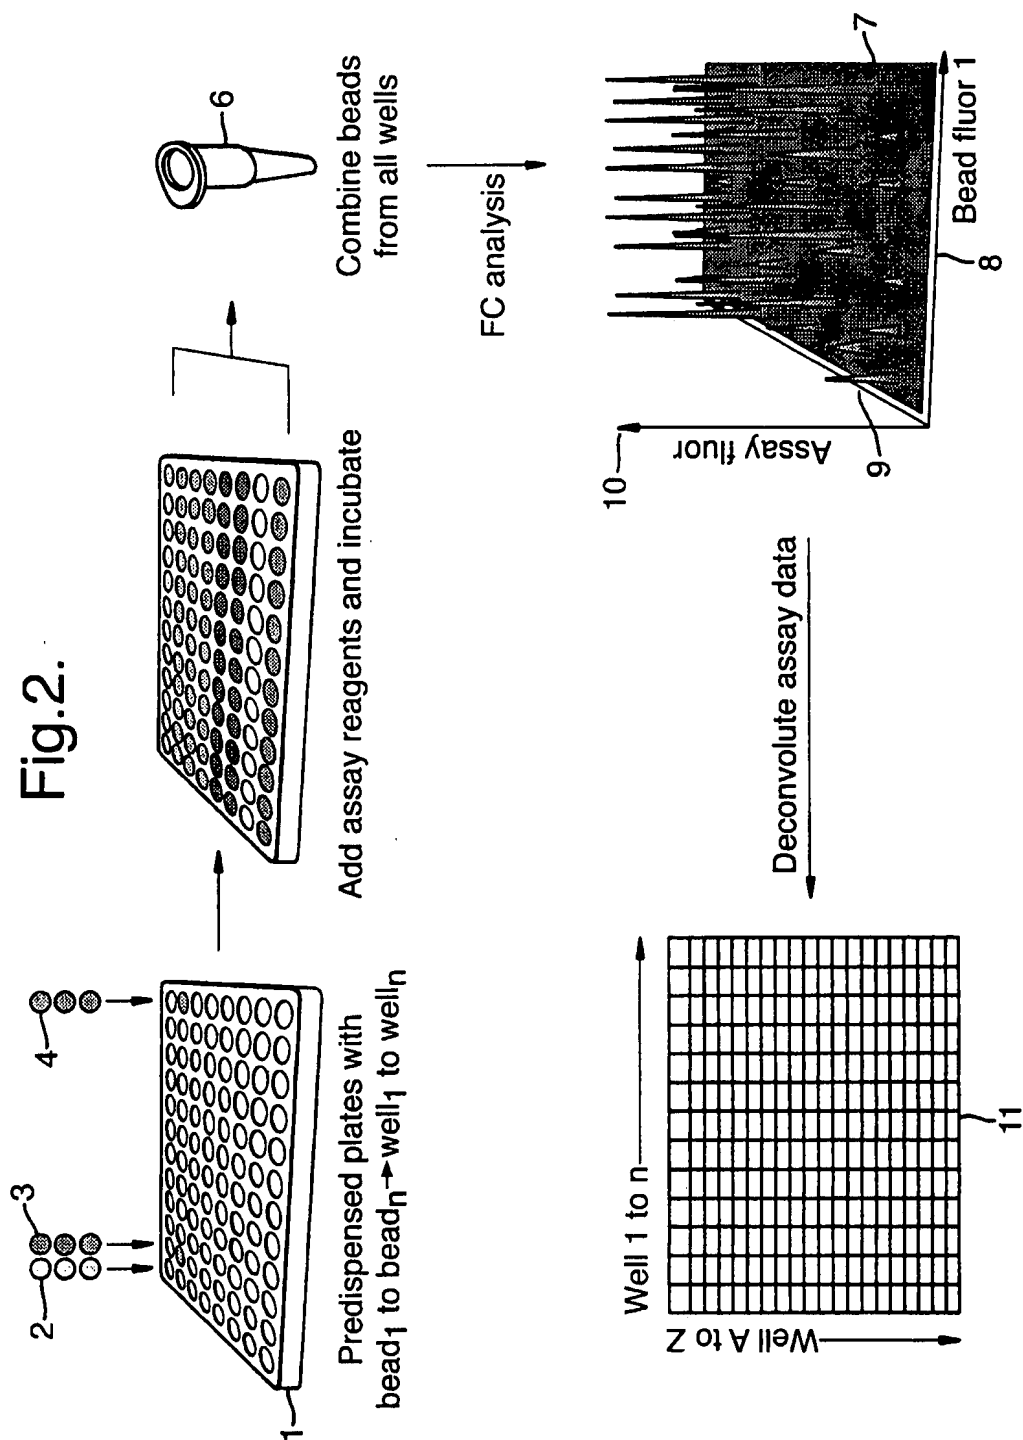 Fig.2.
2
3
4
1
Predispensed plates with
bead1 to beadn→well1 to welln
Add assay reagents and incubate
6
Combine beads
from all wells
FC analysis
7
Bead fluor 1
8
9
Assay fluor
10
Deconvolute assay data
Well 1 to n
Well A to Z
11